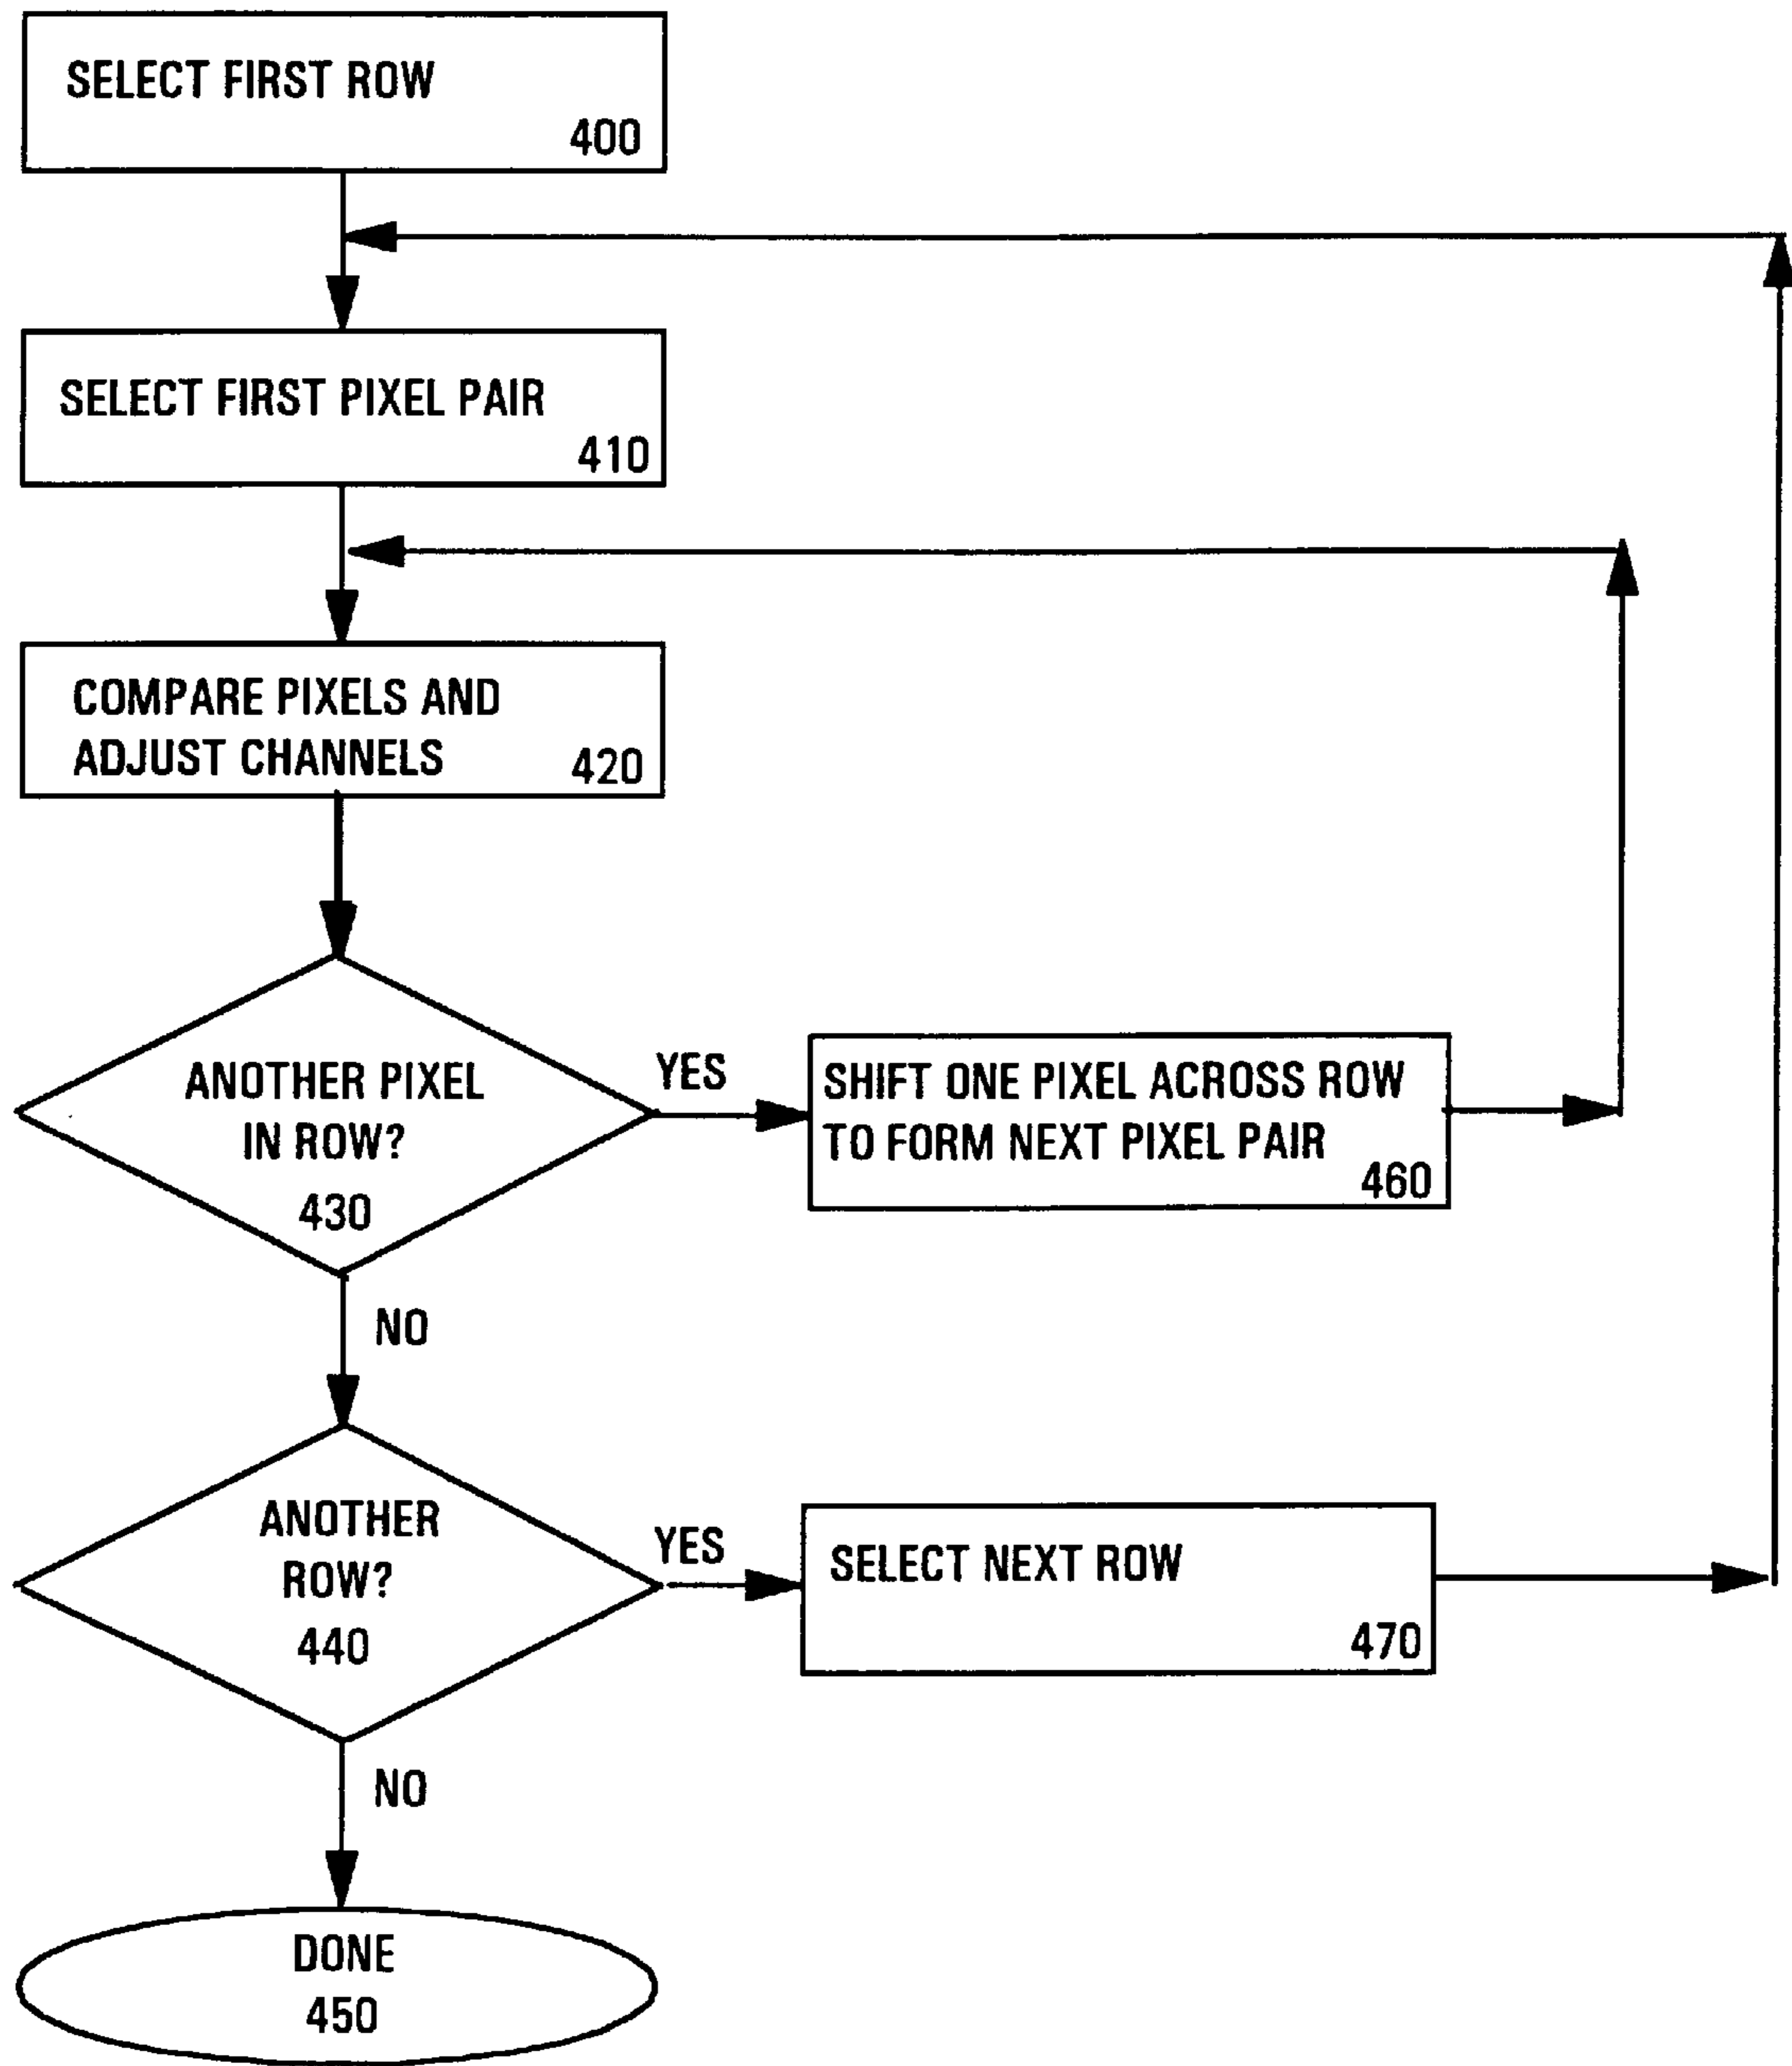 SELECT FIRST ROW
400
SELECT FIRST PIXEL PAIR
410
COMPARE PIXELS AND
ADJUST CHANNELS
420
ANOTHER PIXEL
IN ROW?
430
YES
SHIFT ONE PIXEL ACROSS ROW
TO FORM NEXT PIXEL PAIR
460
NO
ANOTHER
ROW?
440
YES
SELECT NEXT ROW
470
NO
DONE
450